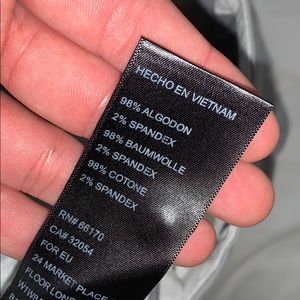 HECHO EN VIETNAM
98% ALGODON
2% SPANDEX
98% BAUMWOLLE
2% SPANDEX
98% COTONE
2% SPANDEX
RN# 66170
CA# 32054
FOR EU
24 MARKET PLACE
FLOOR LOND